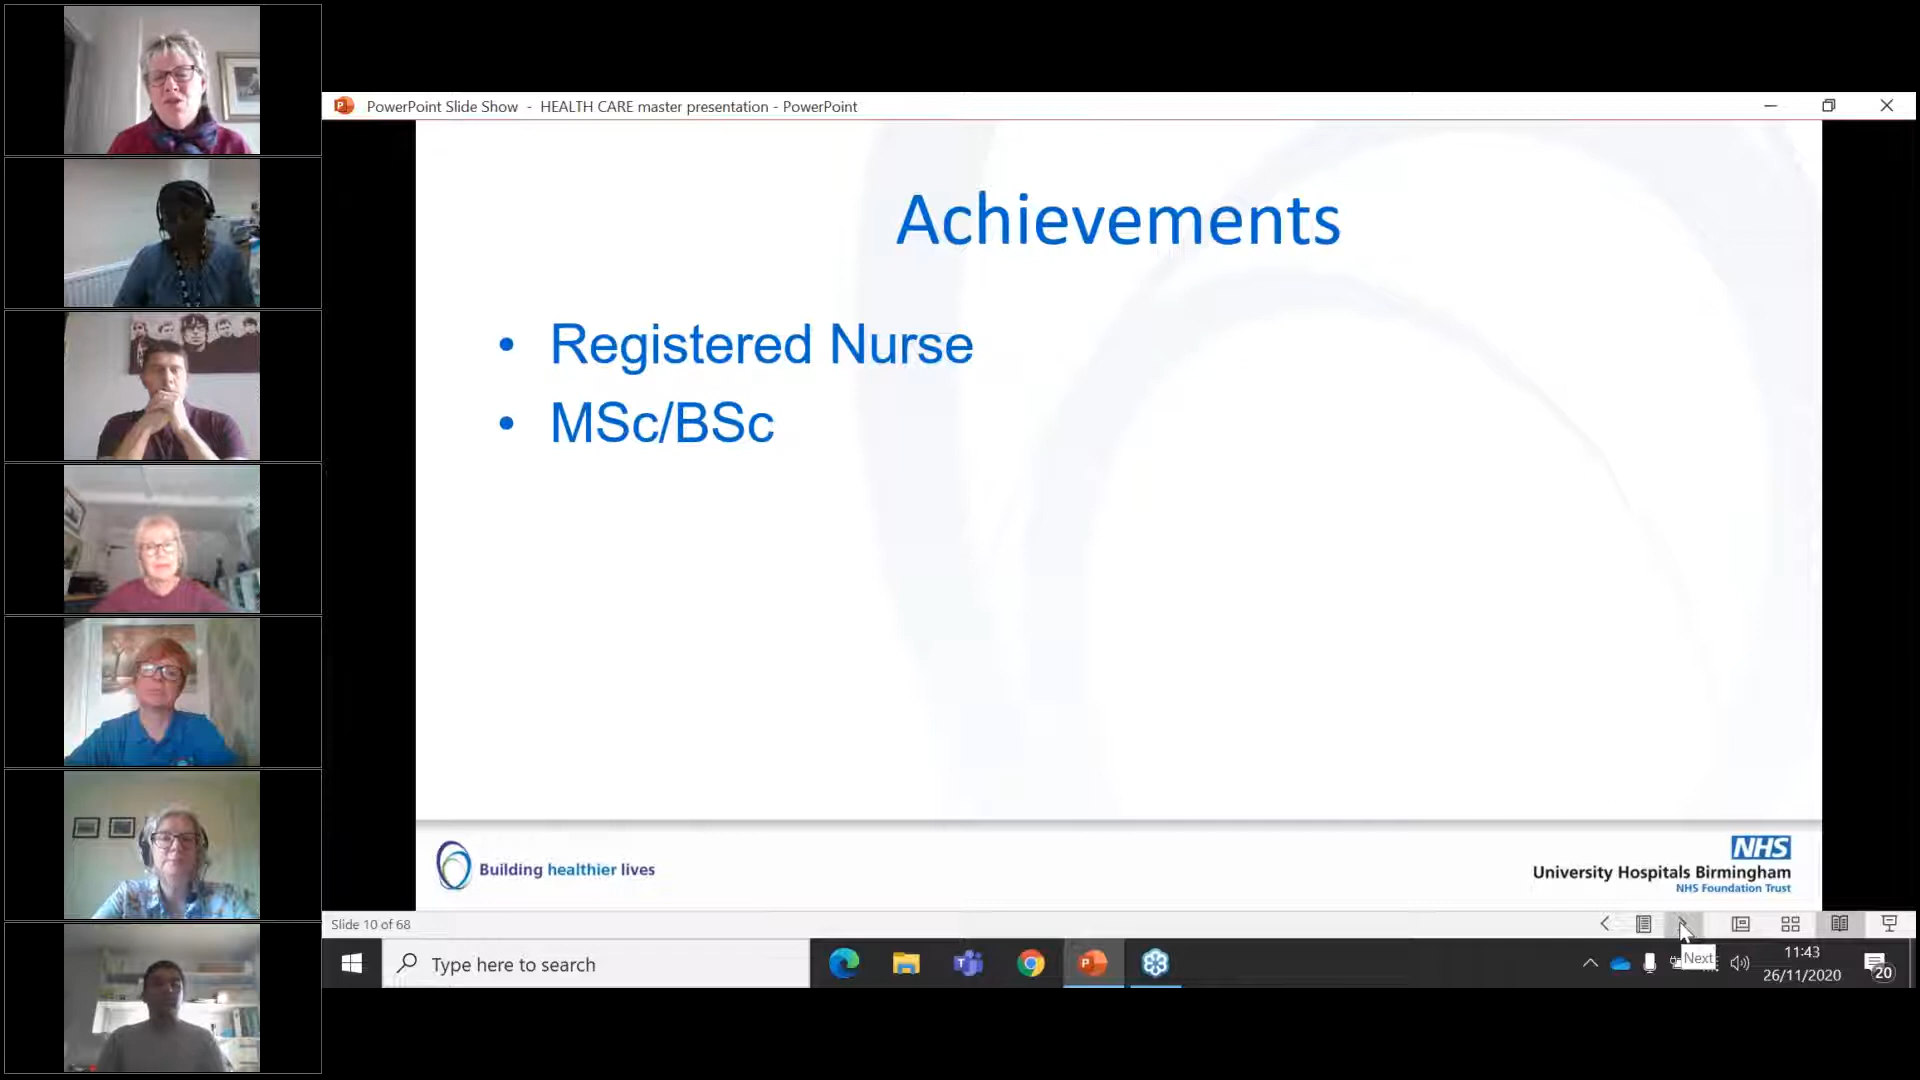 PowerPoint Slide Show - HEALTH CARE master presentation - PowerPoint
Achievements
• Registered Nurse
• MSc/BSc
Building healthier lives
NHS
University Hospitals Birmingham
NHS Foundation Trust
Slide 10 of 68
Type here to search
Next
11:43
26/11/2020
20